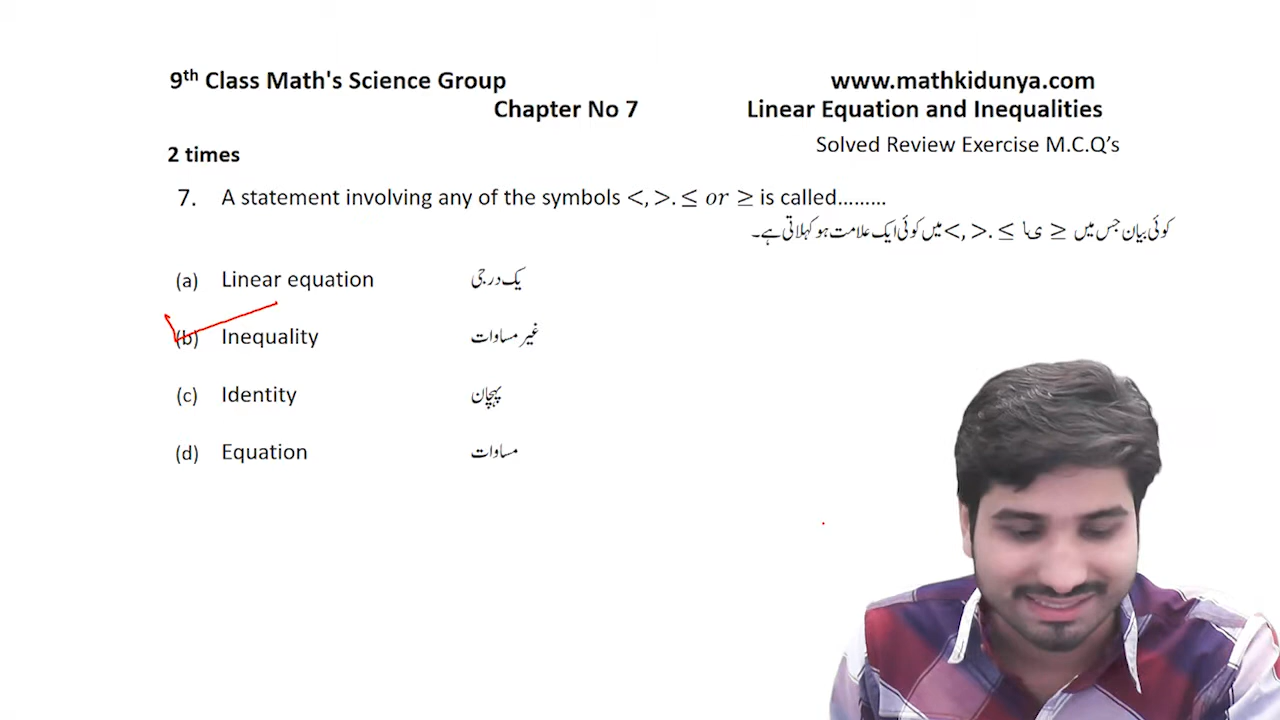 9th Class Math's Science Group
www.mathkidunya.com
Chapter No 7
Linear Equation and Inequalities
Solved Review Exercise M.C.Q’s
2 times
7. A statement involving any of the symbols <, >. ≤ or ≥ is called………
کوئی بیان جس میں ≥ یا ≤ .<, > میں کوئی ایک علامت ہو کہلاتی ہے۔
(a) Linear equation یک درجی
(b) Inequality غیر مساوات
(c) Identity پہچان
(d) Equation مساوات